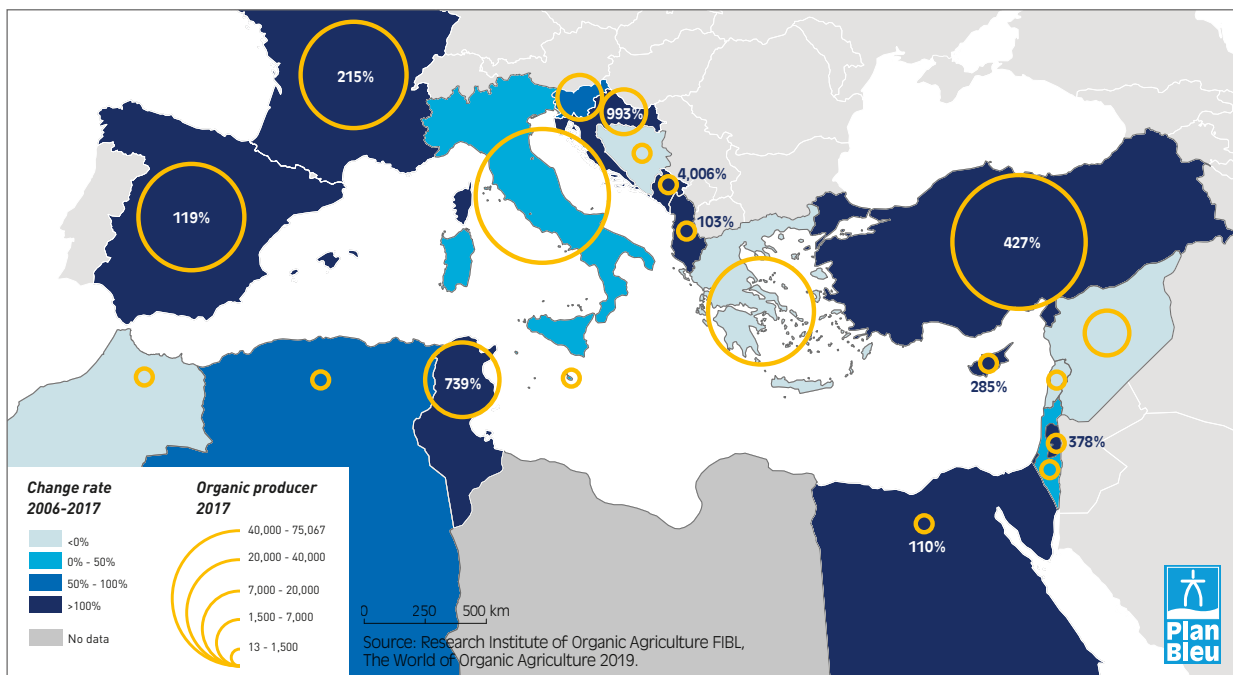 215%
993%
4,006%
119%
103%
427%
739%
285%
378%
110%
Change rate
2006-2017
<0%
0% - 50%
50% - 100%
>100%
No data
Organic producer
2017
40,000 - 75,067
20,000 - 40,000
7,000 - 20,000
1,500 - 7,000
13 - 1,500
0 250 500 km
Source: Research Institute of Organic Agriculture FIBL,
The World of Organic Agriculture 2019.
Plan
Bleu